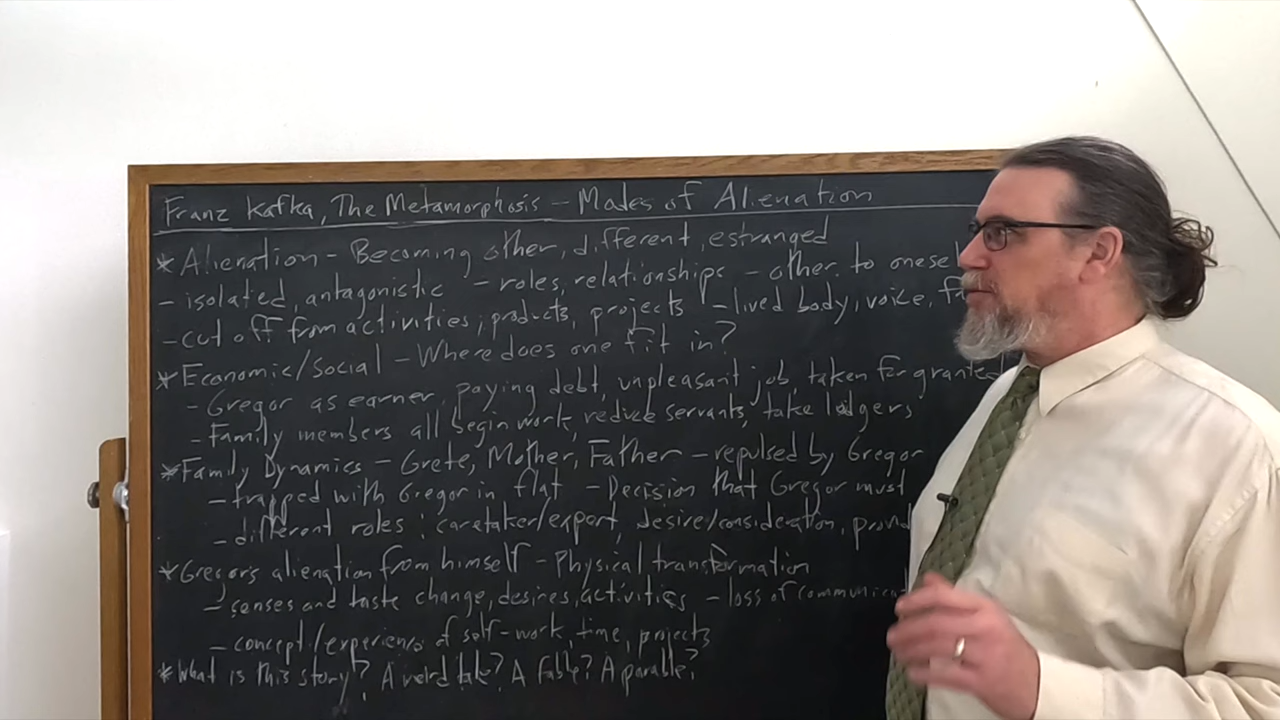 Franz Kafka, The Metamorphosis - Modes of Alienation
* Alienation - Becoming other, different, estranged
- isolated, antagonistic - roles, relationships - other to onesel
- cut off from activities, products, projects - lived body, voice, fa
* Economic/Social - Where does one fit in?
- Gregor as earner, paying debt, unpleasant job, taken for granted
- Family members all begin work, reduce servants, take lodgers
* Family Dynamics - Grete, Mother, Father - repulsed by Gregor
- trapped with Gregor in flat - Decision that Gregor must
- different roles: caretaker/expert, desire/consideration, provid
* Gregor's alienation from himself - Physical transformation
- senses and taste change, desires, activities - loss of communica
- concept/experience of self-work, time, projects
* What is this story? A weird tale? A fable? A parable?